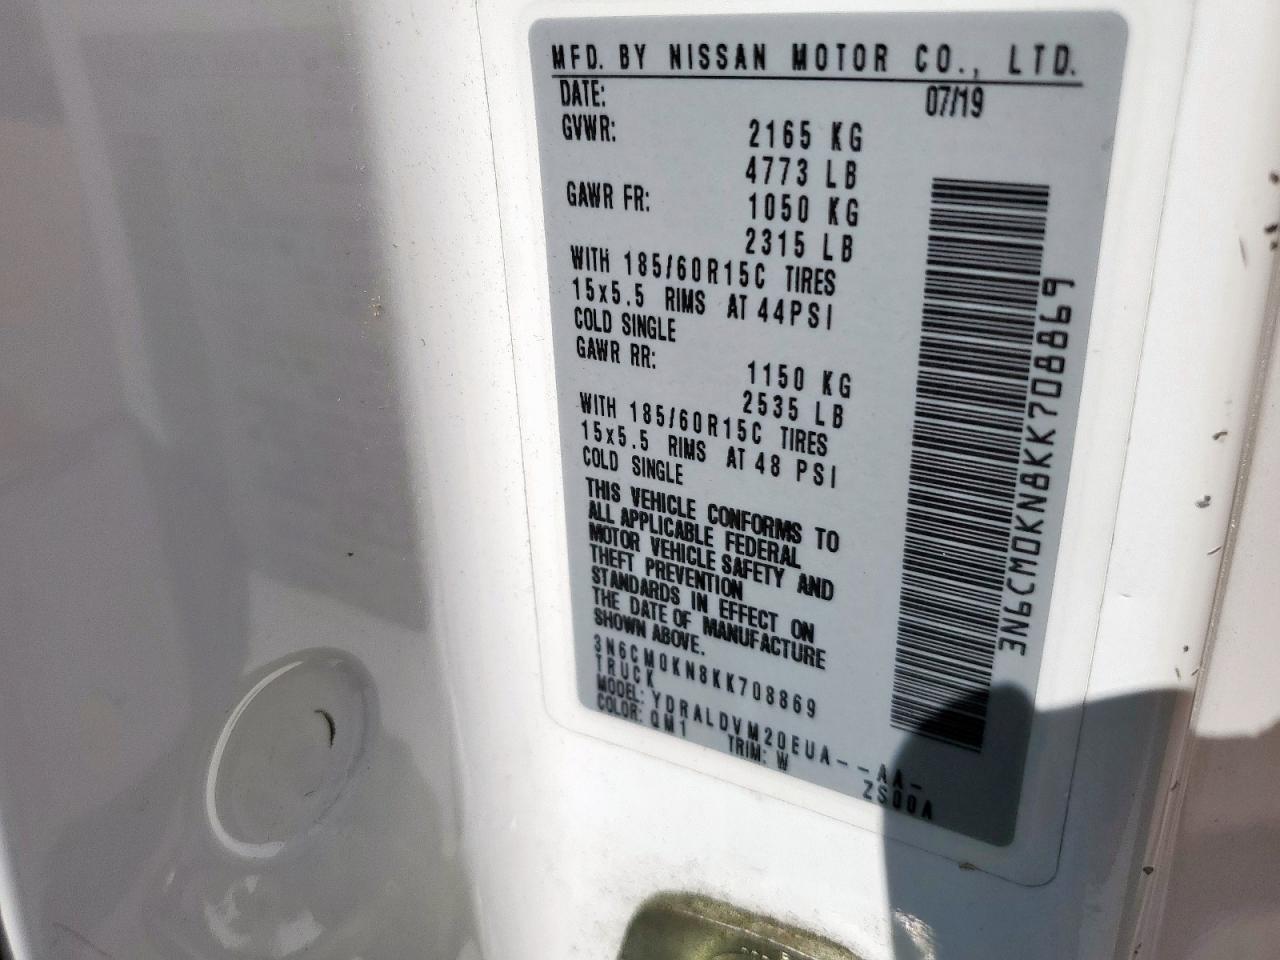 MFD. BY NISSAN MOTOR CO., LTD.
DATE: 07/19
GVWR: 2165 KG
4773 LB
GAWR FR: 1050 KG
2315 LB
WITH 185/60R15C TIRES
15x5.5 RIMS AT 44PSI
COLD SINGLE
GAWR RR: 1150 KG
2535 LB
WITH 185/60R15C TIRES
15x5.5 RIMS AT 48 PSI
COLD SINGLE
THIS VEHICLE CONFORMS TO
ALL APPLICABLE FEDERAL
MOTOR VEHICLE SAFETY AND
THEFT PREVENTION
STANDARDS IN EFFECT ON
THE DATE OF MANUFACTURE
SHOWN ABOVE.
3N6CM0KN8KK708869
TRUCK
MODEL: YDRALDVM20EUA--AA-
COLOR: QM1 TRIM: W ZS00A
3N6CM0KN8KK708869